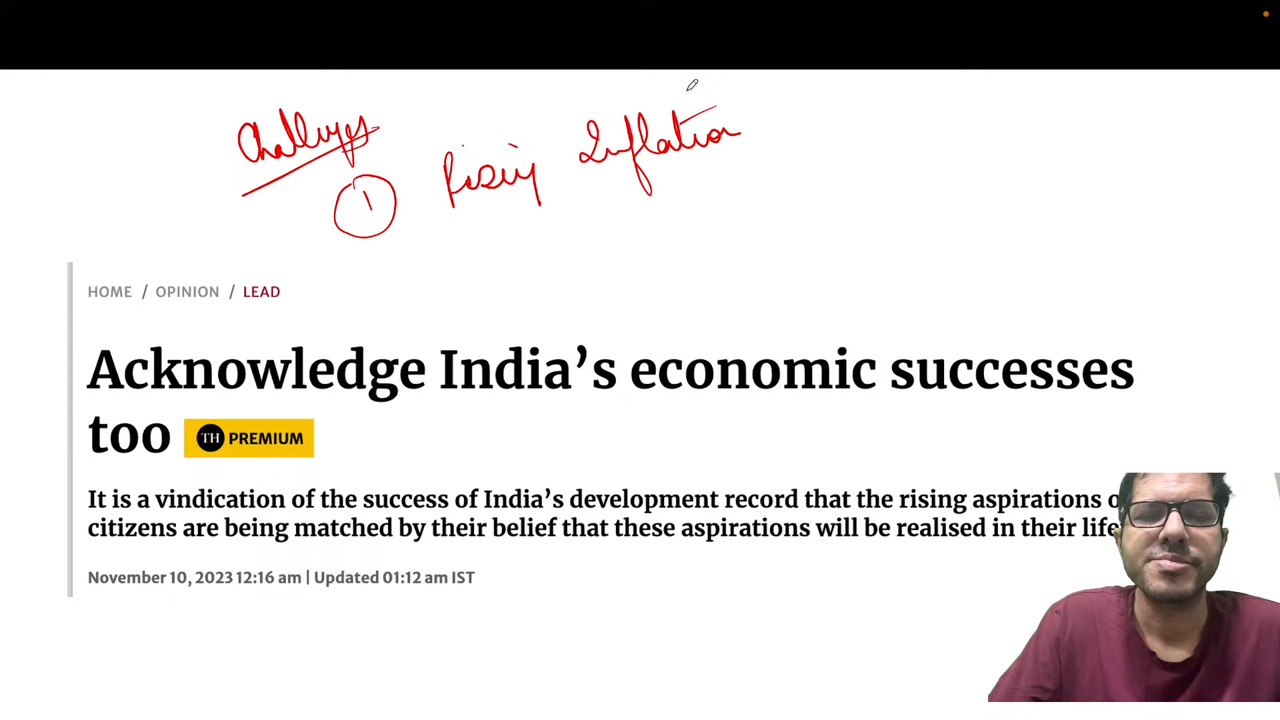 Challenges
① Rising Inflation
HOME / OPINION / LEAD
Acknowledge India’s economic successes
too TH PREMIUM
It is a vindication of the success of India’s development record that the rising aspirations
citizens are being matched by their belief that these aspirations will be realised in their
November 10, 2023 12:16 am | Updated 01:12 am IST